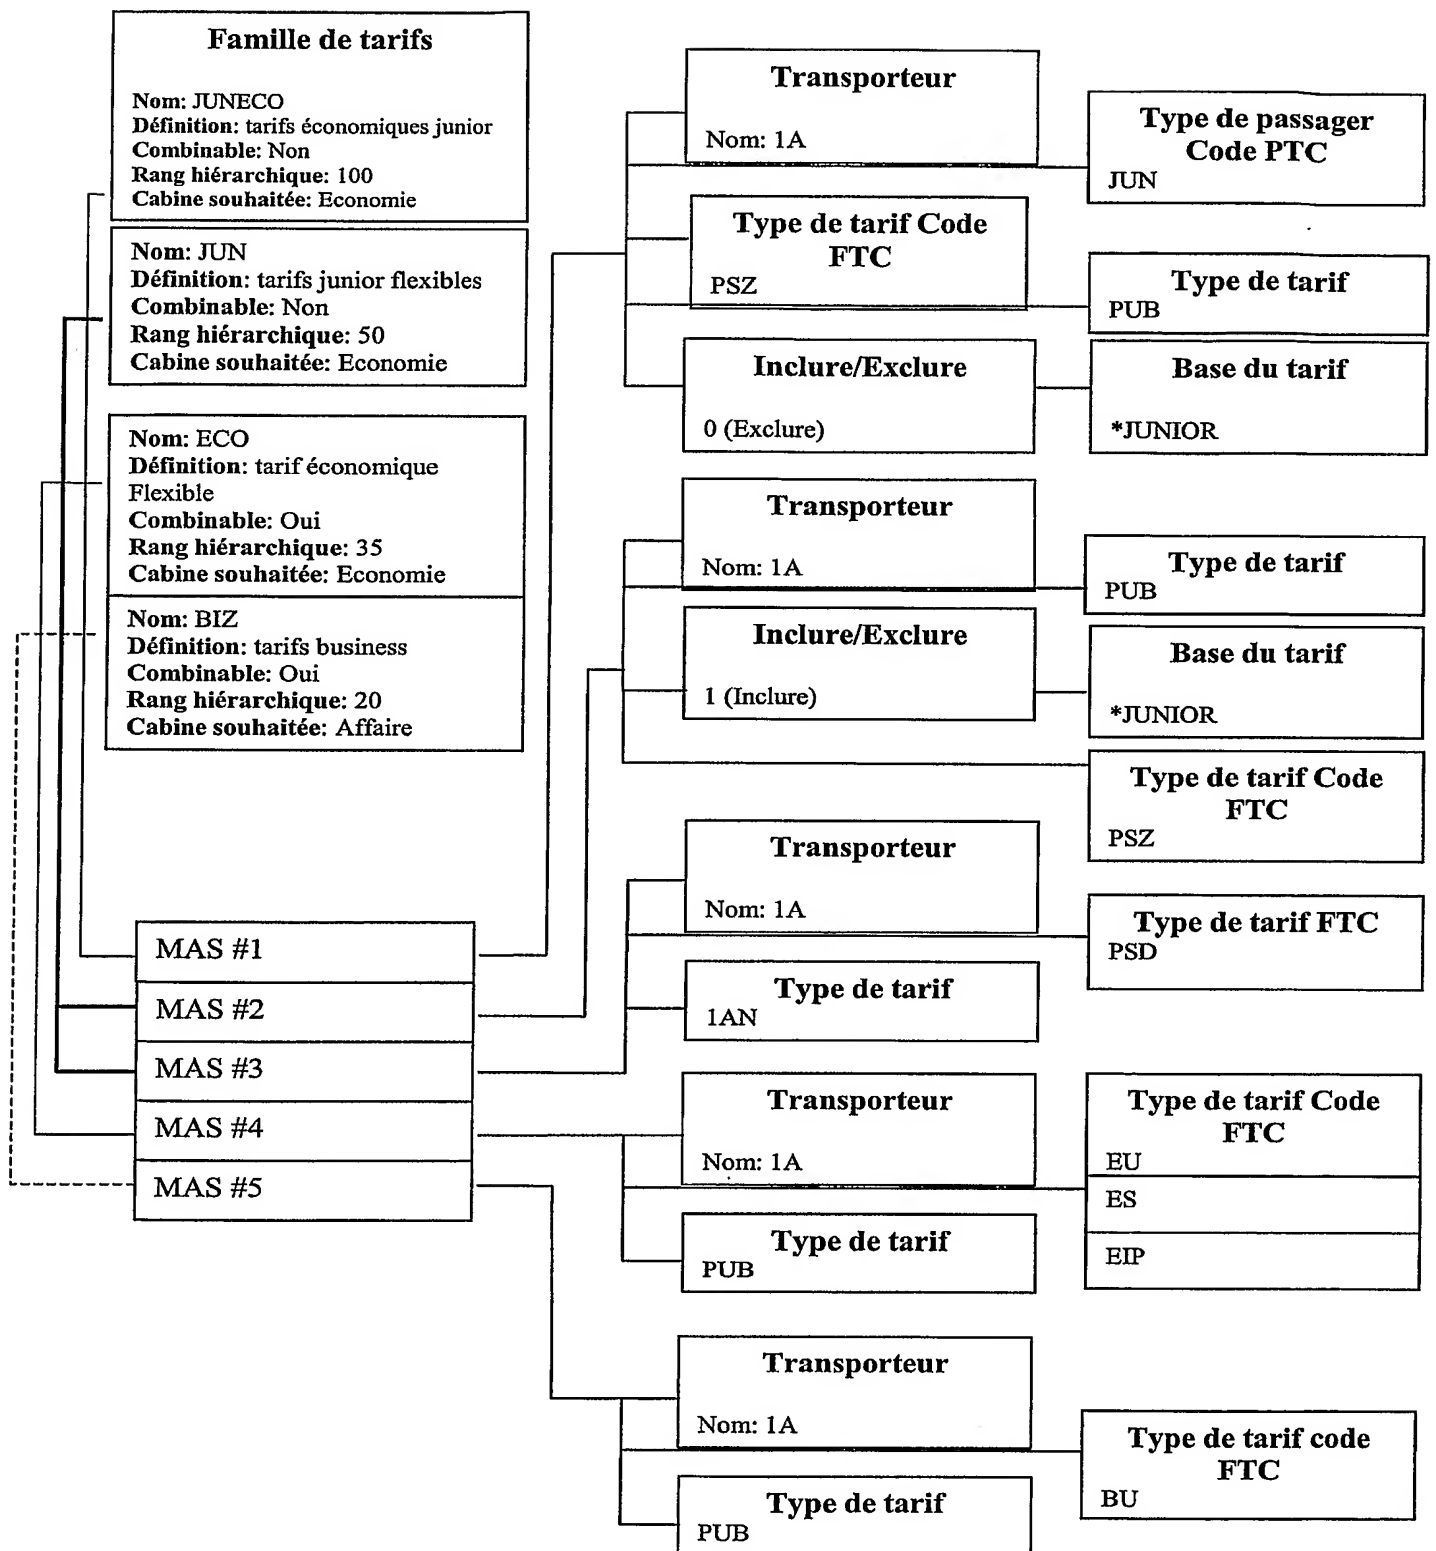 Famille de tarifs
Nom: JUNECO
Définition: tarifs économiques junior
Combinable: Non
Rang hiérarchique: 100
Cabine souhaitée: Economie
Nom: JUN
Définition: tarifs junior flexibles
Combinable: Non
Rang hiérarchique: 50
Cabine souhaitée: Economie
Nom: ECO
Définition: tarif économique
Flexible
Combinable: Oui
Rang hiérarchique: 35
Cabine souhaitée: Economie
Nom: BIZ
Définition: tarifs business
Combinable: Oui
Rang hiérarchique: 20
Cabine souhaitée: Affaire
MAS #1
MAS #2
MAS #3
MAS #4
MAS #5
Transporteur
Nom: 1A
Type de passager
Code PTC
JUN
Type de tarif Code
FTC
PSZ
Type de tarif
PUB
Inclure/Exclure
0 (Exclure)
Base du tarif
*JUNIOR
Transporteur
Nom: 1A
Type de tarif
PUB
Inclure/Exclure
1 (Inclure)
Base du tarif
*JUNIOR
Type de tarif Code
FTC
PSZ
Transporteur
Nom: 1A
Type de tarif FTC
PSD
Type de tarif
1AN
Transporteur
Nom: 1A
Type de tarif Code
FTC
EU
ES
EIP
Type de tarif
PUB
Transporteur
Nom: 1A
Type de tarif code
FTC
BU
Type de tarif
PUB